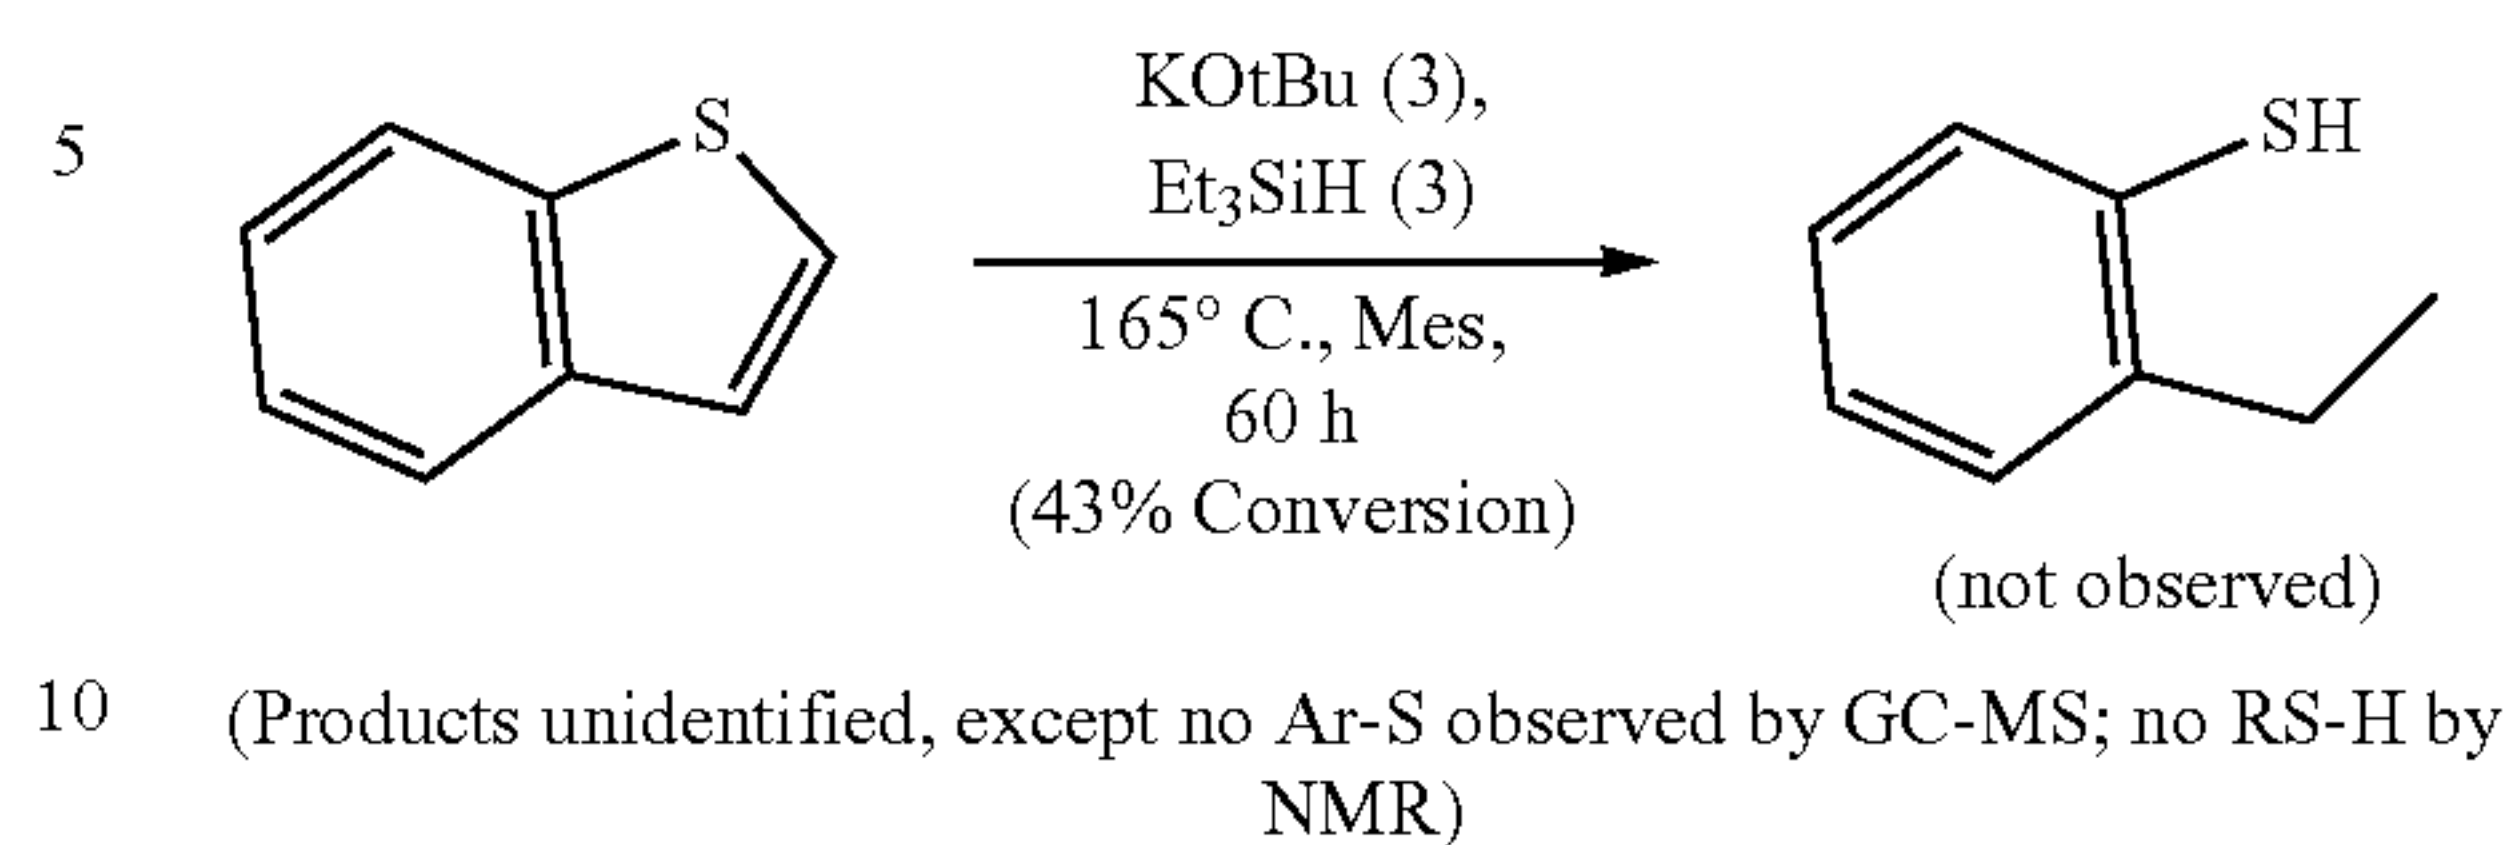 KOtBu (3),
5
S
SH
Et3SiH (3)
165° C., Mes,
60 h
(43% Conversion)
(not observed)
10
(Products unidentified, except no Ar-S observed by GC-MS; no RS-H by
NMR)